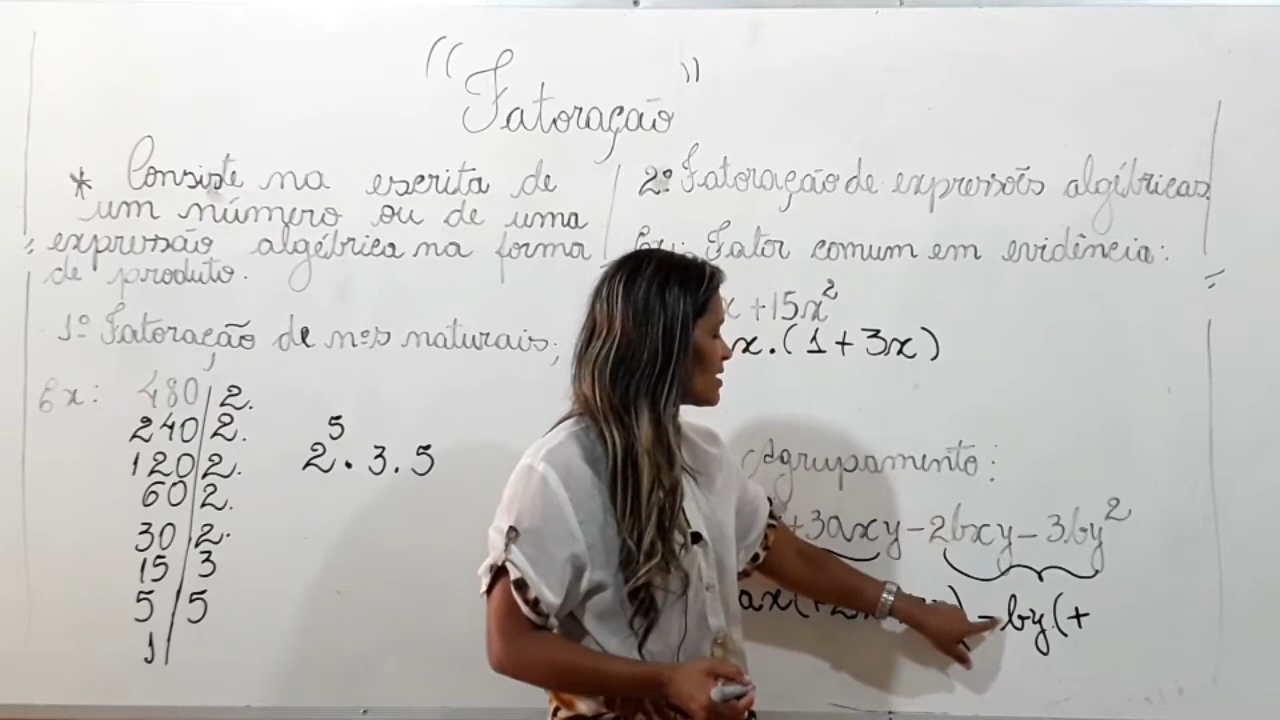 "Fatoração"
* Consiste na escrita de
um número ou de uma
expressão algébrica na forma
de produto.
1º Fatoração de nºs naturais;
Ex: 480 | 2.
240 | 2.
120 | 2.
60 | 2.
30 | 2.
15 | 3
5 | 5
1
2⁵.3.5
2º Fatoração de expressões algébricas.
Ex: Fator comum em evidência:
x+15x²
x.(1+3x)
Agrupamento:
+3axy-2bxy-3by²
ax(+2x ) -by(+